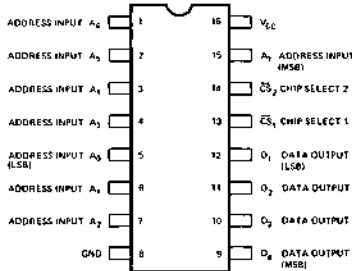 ADDRESS INPUT A6 1 16 VCC
ADDRESS INPUT A5 2 15 A7 ADDRESS INPUT
(MSB)
ADDRESS INPUT A4 3 14 CS2 CHIP SELECT 2
ADDRESS INPUT A3 4 13 CS1 CHIP SELECT 1
ADDRESS INPUT A0 5 12 O1 DATA OUTPUT
(LSB) (LSB)
ADDRESS INPUT A1 6 11 O2 DATA OUTPUT
ADDRESS INPUT A2 7 10 O3 DATA OUTPUT
GND 8 9 O4 DATA OUTPUT
(MSB)